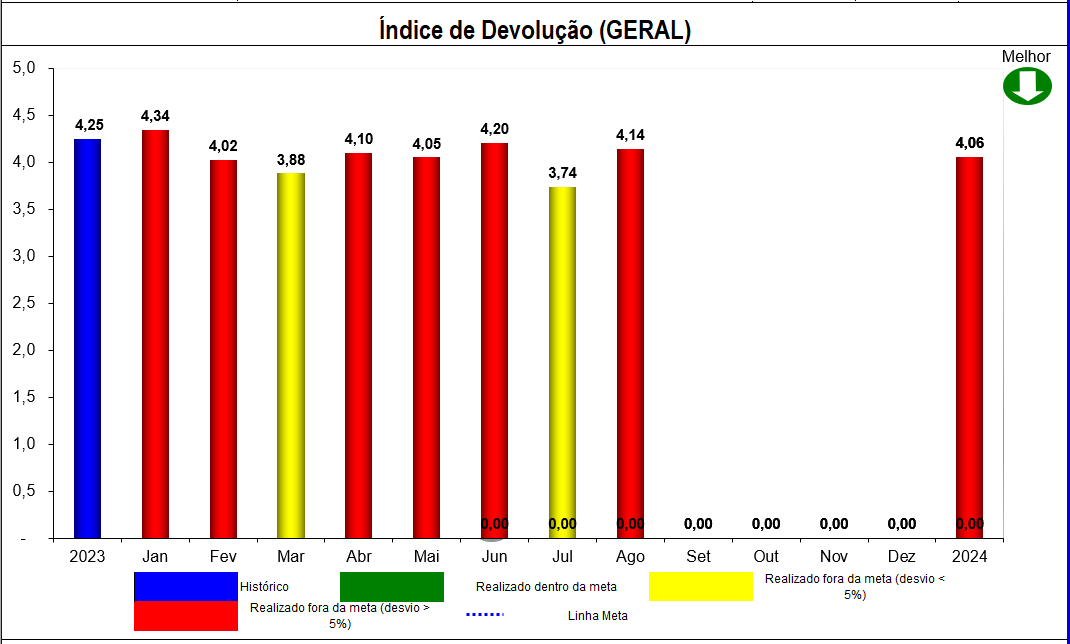 Índice de Devolução (GERAL)
Melhor
5,0
4,5
4,0
3,5
3,0
2,5
2,0
1,5
1,0
0,5
-
4,25
4,34
4,02
3,88
4,10
4,05
4,20
3,74
4,14
4,06
0,00 0,00 0,00 0,00 0,00 0,00 0,00 0,00
2023 Jan Fev Mar Abr Mai Jun Jul Ago Set Out Nov Dez 2024
Histórico
Realizado dentro da meta
Realizado fora da meta (desvio <
5%)
Realizado fora da meta (desvio >
5%)
Linha Meta